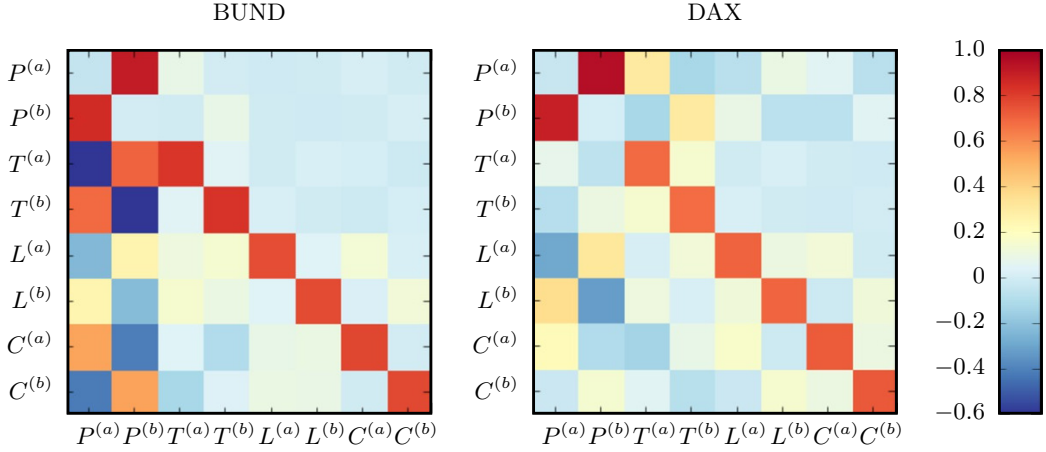 BUND DAX
P^(a) P^(a) 1.0
P^(b) P^(b) 0.8
T^(a) T^(a) 0.6
T^(b) T^(b) 0.4
L^(a) L^(a) 0.2
L^(b) L^(b) 0
C^(a) C^(a) −0.2
C^(b) C^(b) −0.4
−0.6
P^(a) P^(b) T^(a) T^(b) L^(a) L^(b) C^(a) C^(b) P^(a) P^(b) T^(a) T^(b) L^(a) L^(b) C^(a) C^(b)